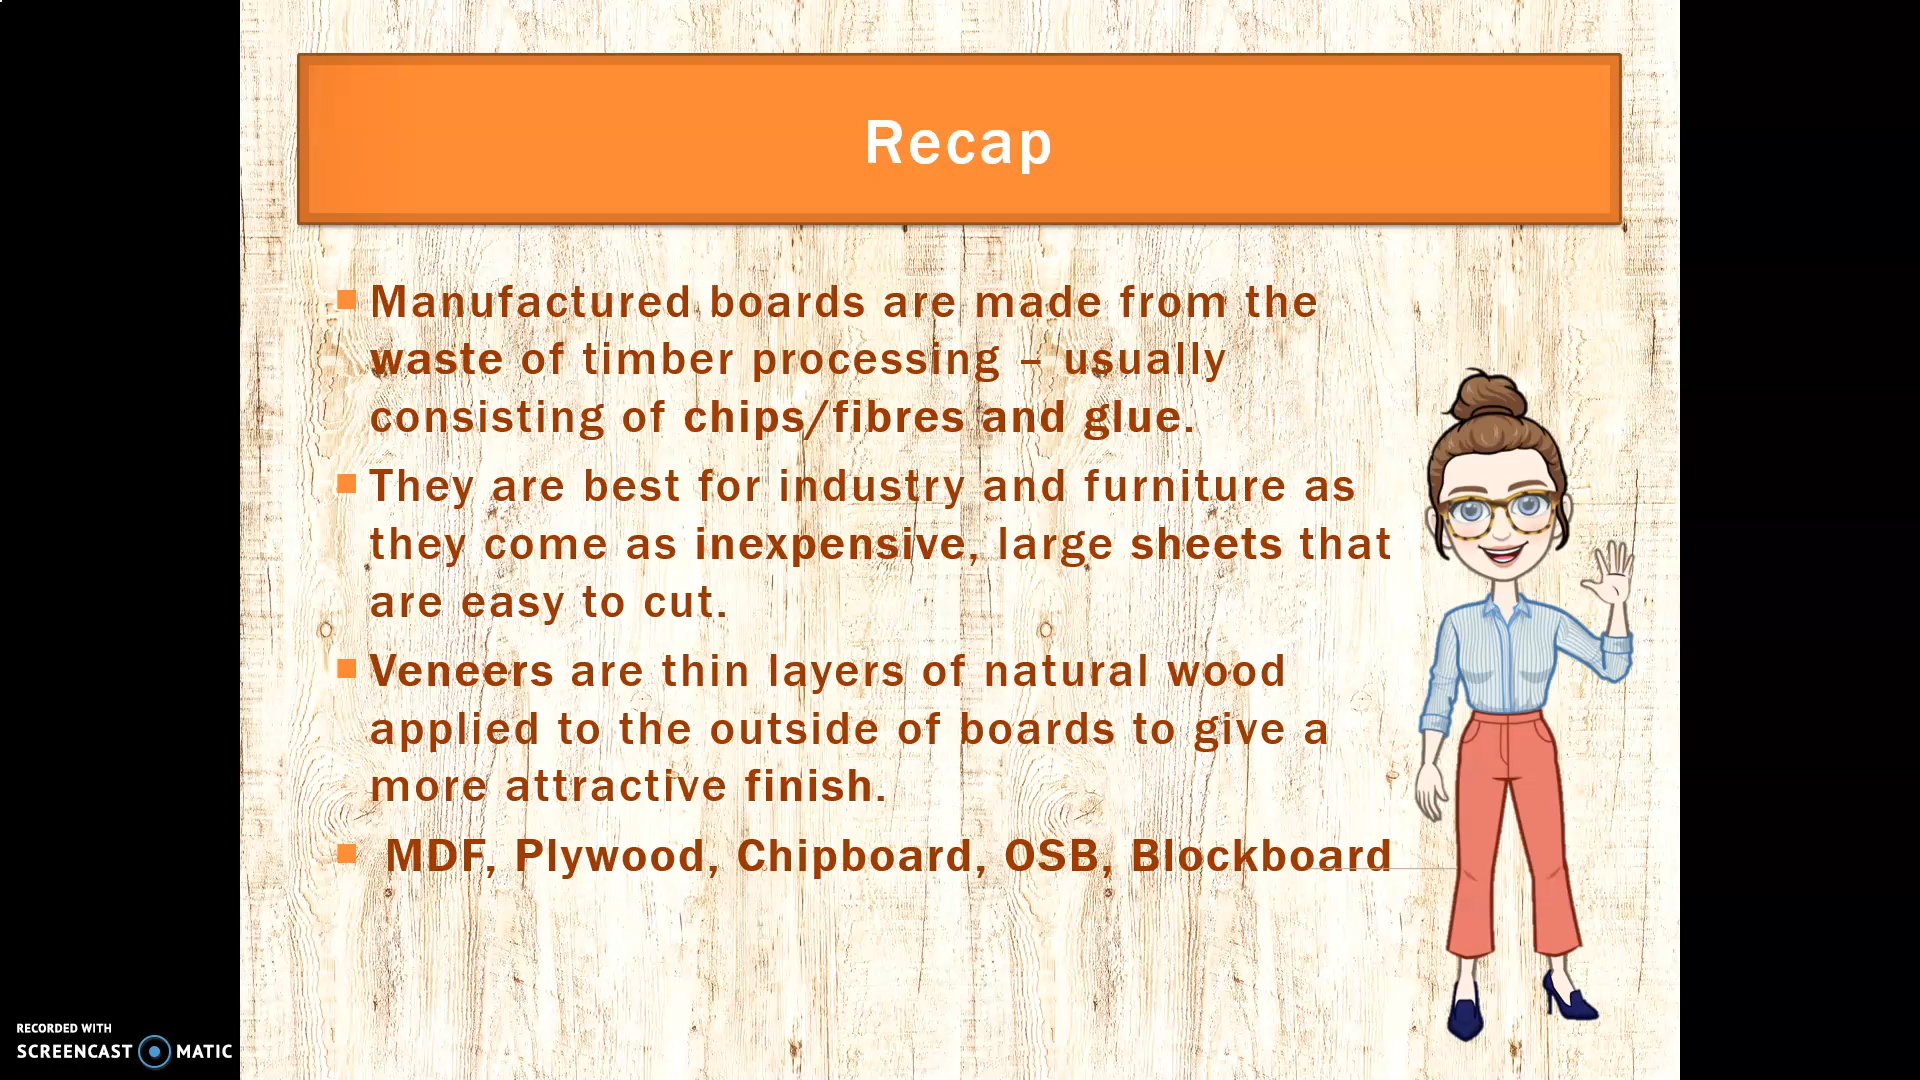 Recap
Manufactured boards are made from the
waste of timber processing – usually
consisting of chips/fibres and glue.
They are best for industry and furniture as
they come as inexpensive, large sheets that
are easy to cut.
Veneers are thin layers of natural wood
applied to the outside of boards to give a
more attractive finish.
MDF, Plywood, Chipboard, OSB, Blockboard
RECORDED WITH
SCREENCAST MATIC